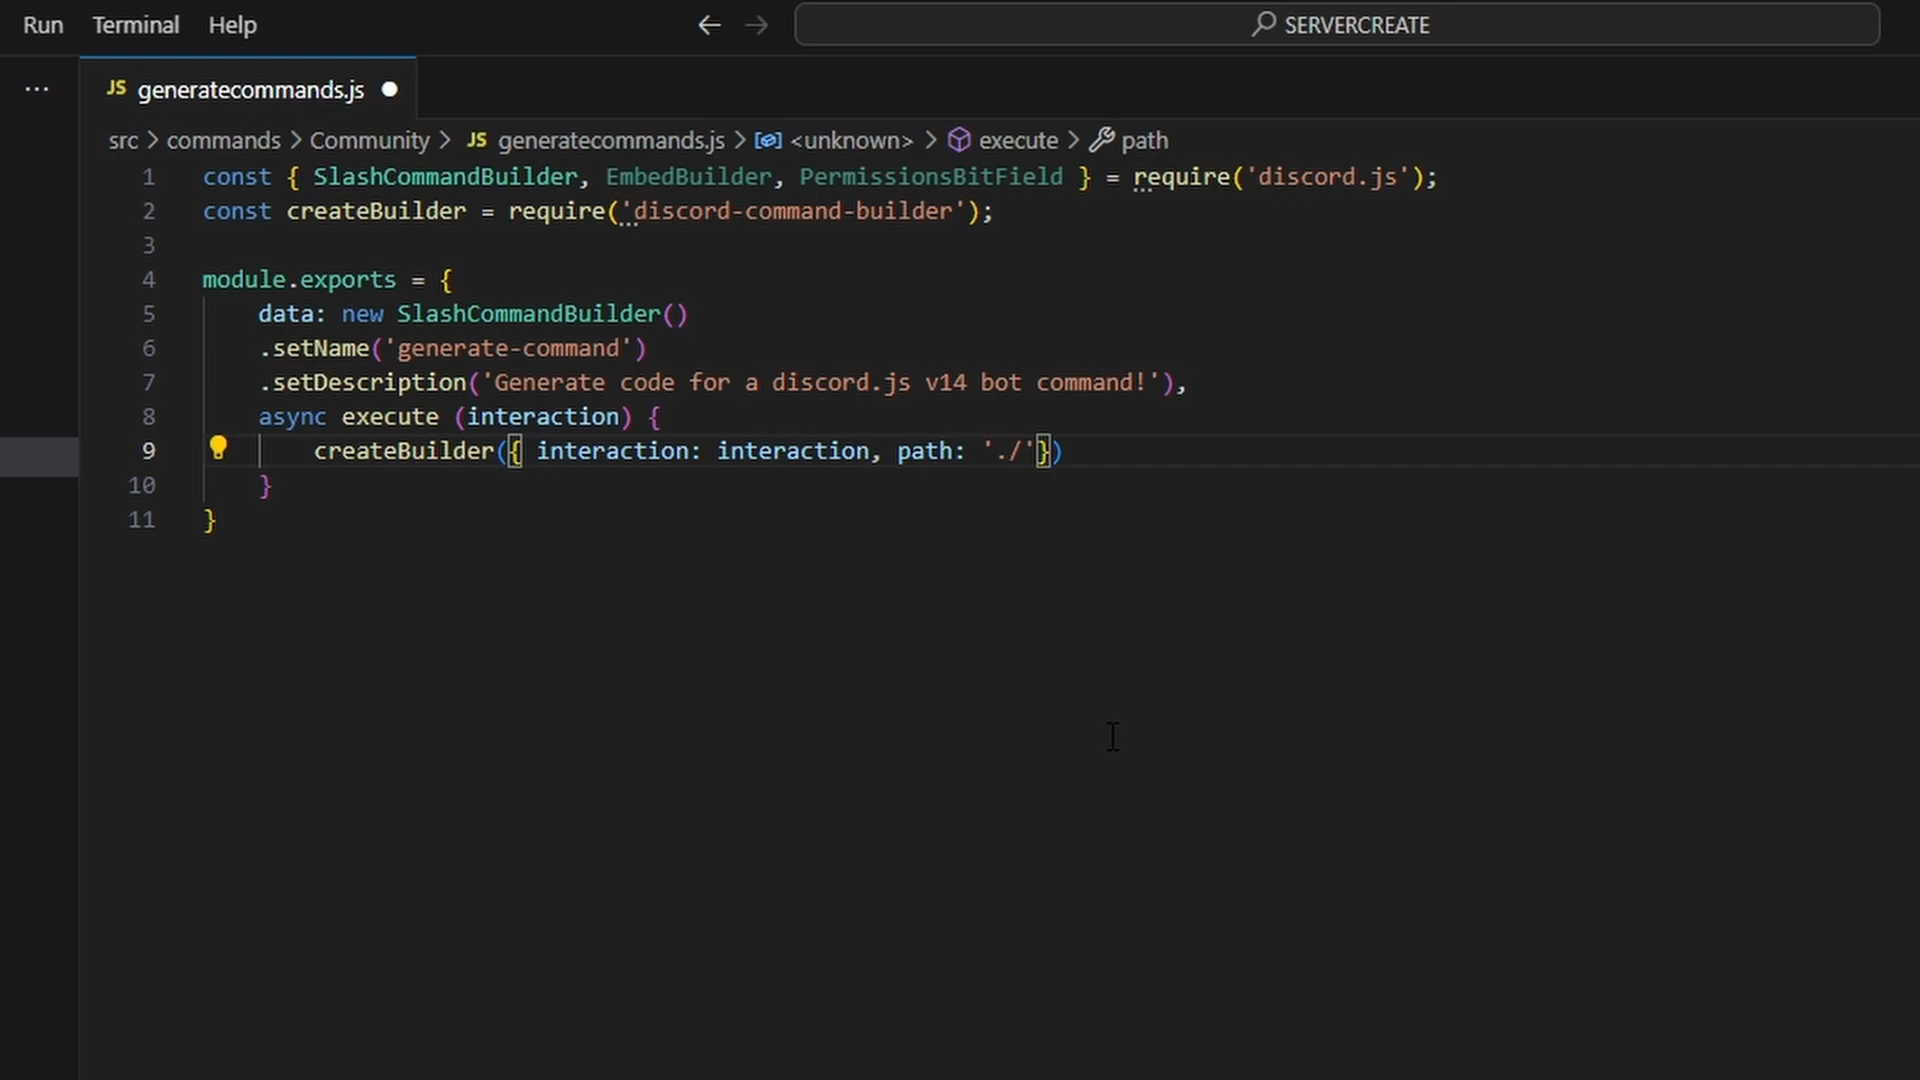 Run Terminal Help ← → SERVERCREATE
··· JS generatecommands.js ●
src > commands > Community > JS generatecommands.js > <unknown> > execute > path
1 const { SlashCommandBuilder, EmbedBuilder, PermissionsBitField } = require('discord.js');
2 const createBuilder = require('discord-command-builder');
3
4 module.exports = {
5     data: new SlashCommandBuilder()
6     .setName('generate-command')
7     .setDescription('Generate code for a discord.js v14 bot command!'),
8     async execute (interaction) {
9         createBuilder({ interaction: interaction, path: './'})
10     }
11 }